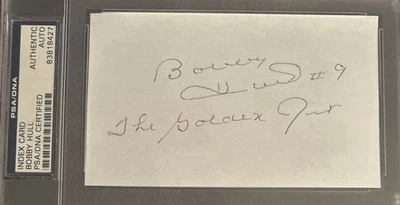 PSA/DNA
INDEX CARD
BOBBY HULL
PSA/DNA CERTIFIED
AUTHENTIC
AUTO
83818427
Bobby
Hull #9
The Golden Jet